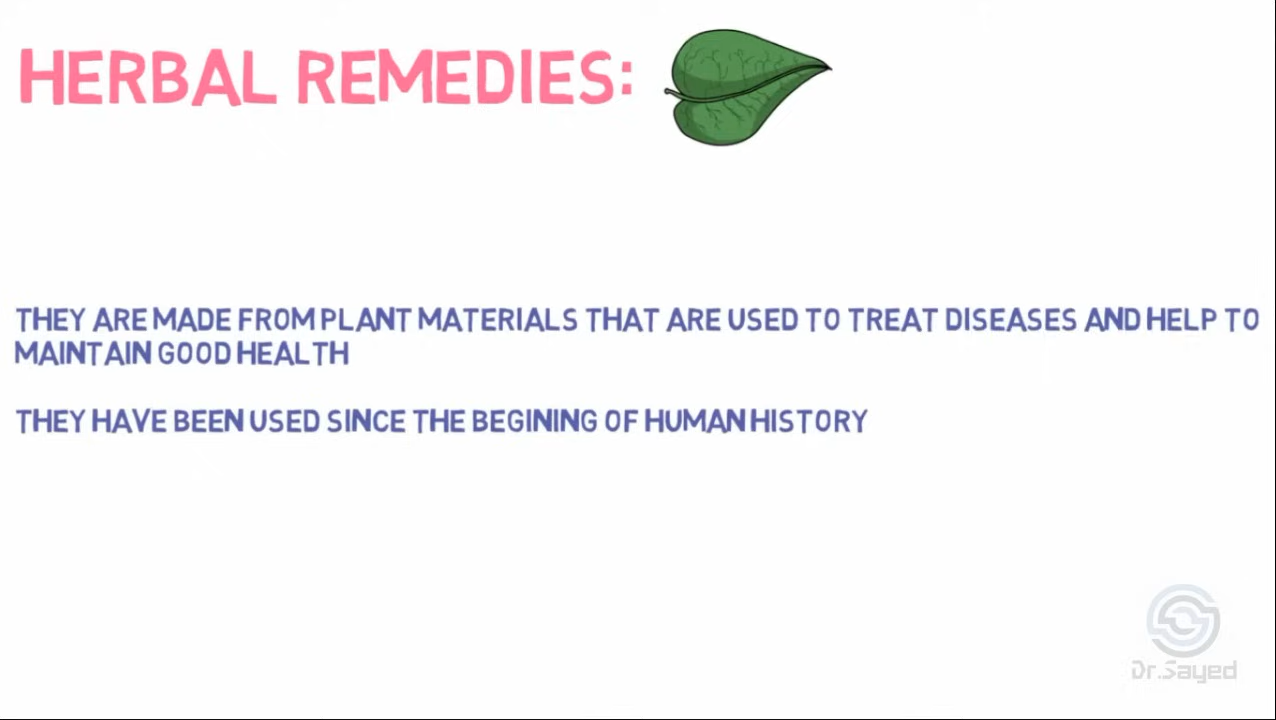 HERBAL REMEDIES:
THEY ARE MADE FROM PLANT MATERIALS THAT ARE USED TO TREAT DISEASES AND HELP TO
MAINTAIN GOOD HEALTH
THEY HAVE BEEN USED SINCE THE BEGINING OF HUMAN HISTORY
Dr.Sayed